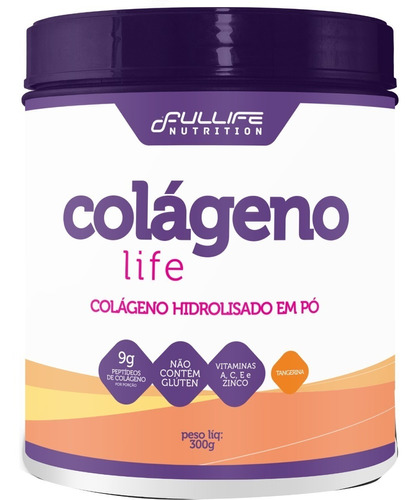 FULLIFE
NUTRITION
colágeno
life
COLÁGENO HIDROLISADO EM PÓ
9g
PEPTÍDEOS
DE COLÁGENO
POR PORÇÃO
NÃO
CONTÉM
GLÚTEN
VITAMINAS
A, C, E e
ZINCO
TANGERINA
peso líq:
300g